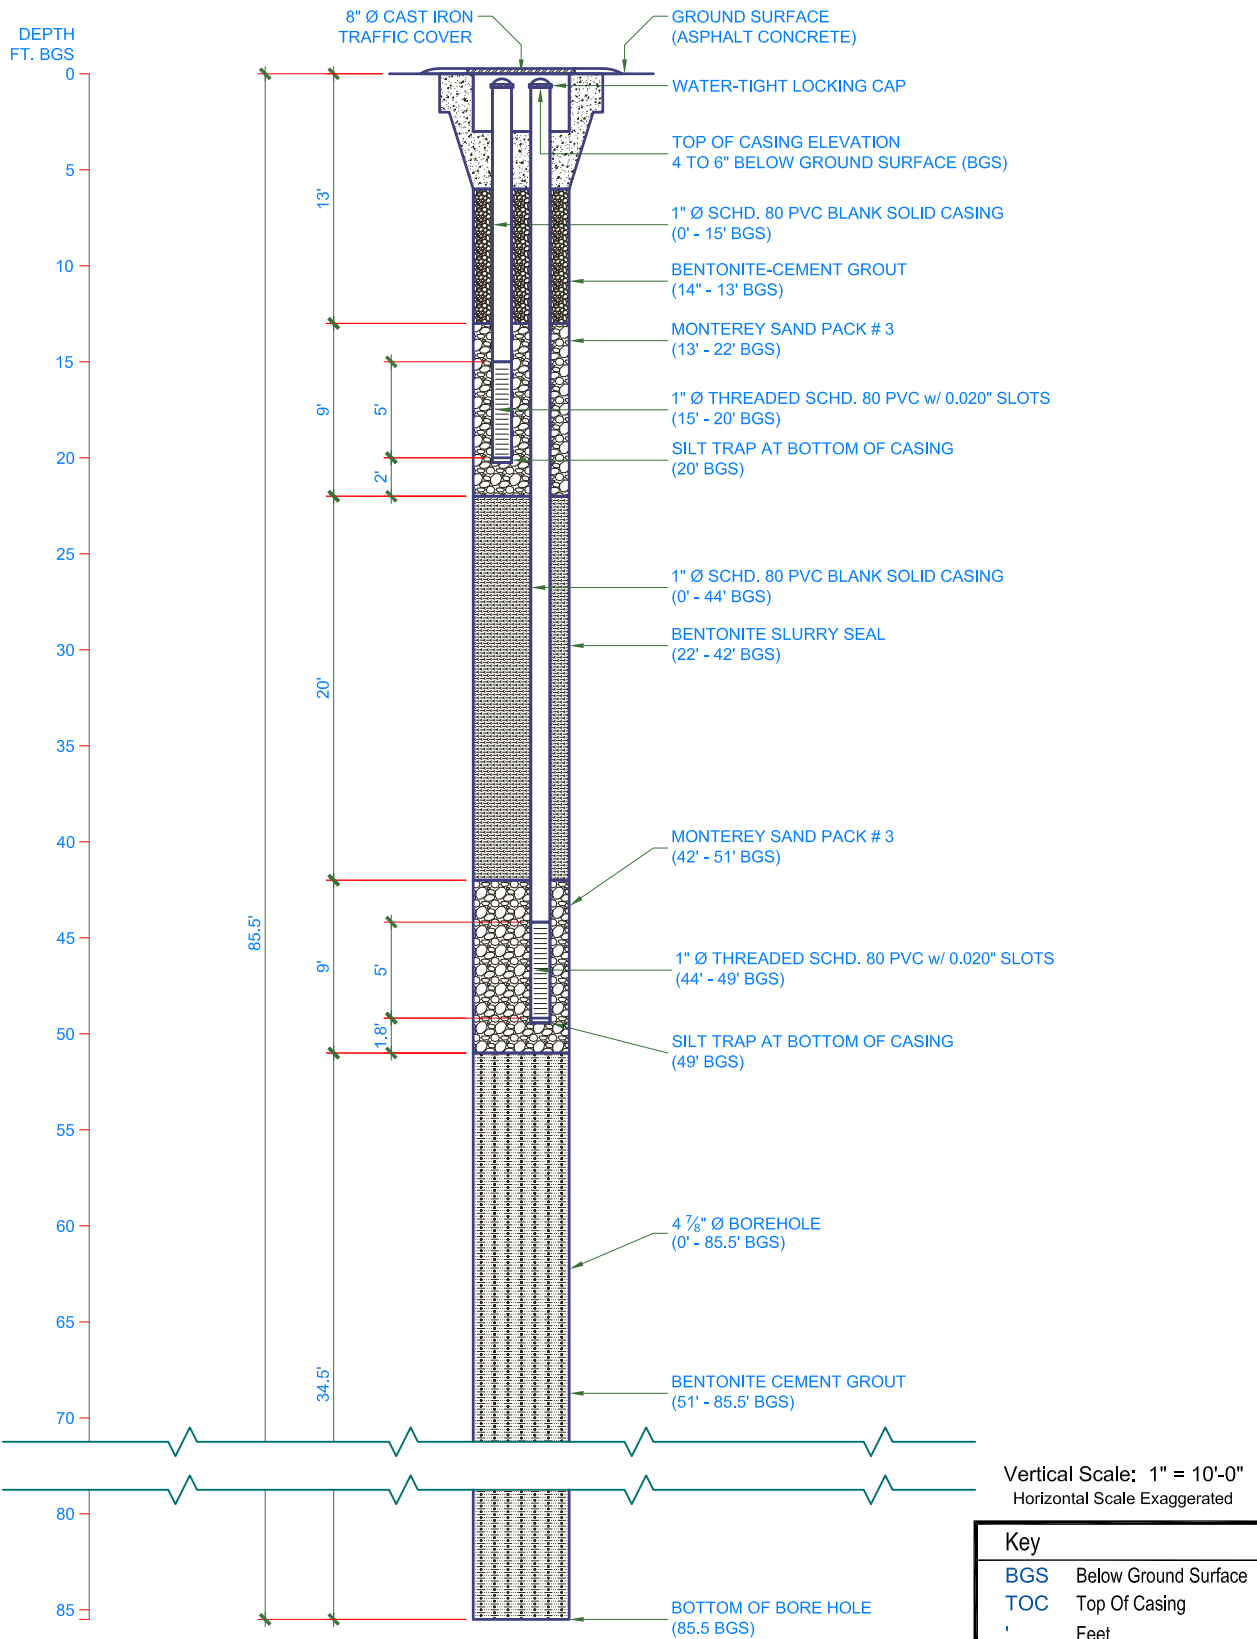 8" Ø CAST IRON
TRAFFIC COVER
GROUND SURFACE
(ASPHALT CONCRETE)
DEPTH
FT. BGS
0
WATER-TIGHT LOCKING CAP
TOP OF CASING ELEVATION
4 TO 6" BELOW GROUND SURFACE (BGS)
5
13'
1" Ø SCHD. 80 PVC BLANK SOLID CASING
(0' - 15' BGS)
10
BENTONITE-CEMENT GROUT
(14" - 13' BGS)
MONTEREY SAND PACK # 3
(13' - 22' BGS)
15
9'
5'
1" Ø THREADED SCHD. 80 PVC w/ 0.020" SLOTS
(15' - 20' BGS)
20
2'
SILT TRAP AT BOTTOM OF CASING
(20' BGS)
25
1" Ø SCHD. 80 PVC BLANK SOLID CASING
(0' - 44' BGS)
30
BENTONITE SLURRY SEAL
(22' - 42' BGS)
20'
35
40
MONTEREY SAND PACK # 3
(42' - 51' BGS)
85.5'
45
9'
5'
1" Ø THREADED SCHD. 80 PVC w/ 0.020" SLOTS
(44' - 49' BGS)
50
1.8'
SILT TRAP AT BOTTOM OF CASING
(49' BGS)
55
60
4 ⅞" Ø BOREHOLE
(0' - 85.5' BGS)
65
34.5'
BENTONITE CEMENT GROUT
(51' - 85.5' BGS)
70
Vertical Scale: 1" = 10'-0"
Horizontal Scale Exaggerated
80
Key
BGS Below Ground Surface
TOC Top Of Casing
' Feet
85
BOTTOM OF BORE HOLE
(85.5 BGS)